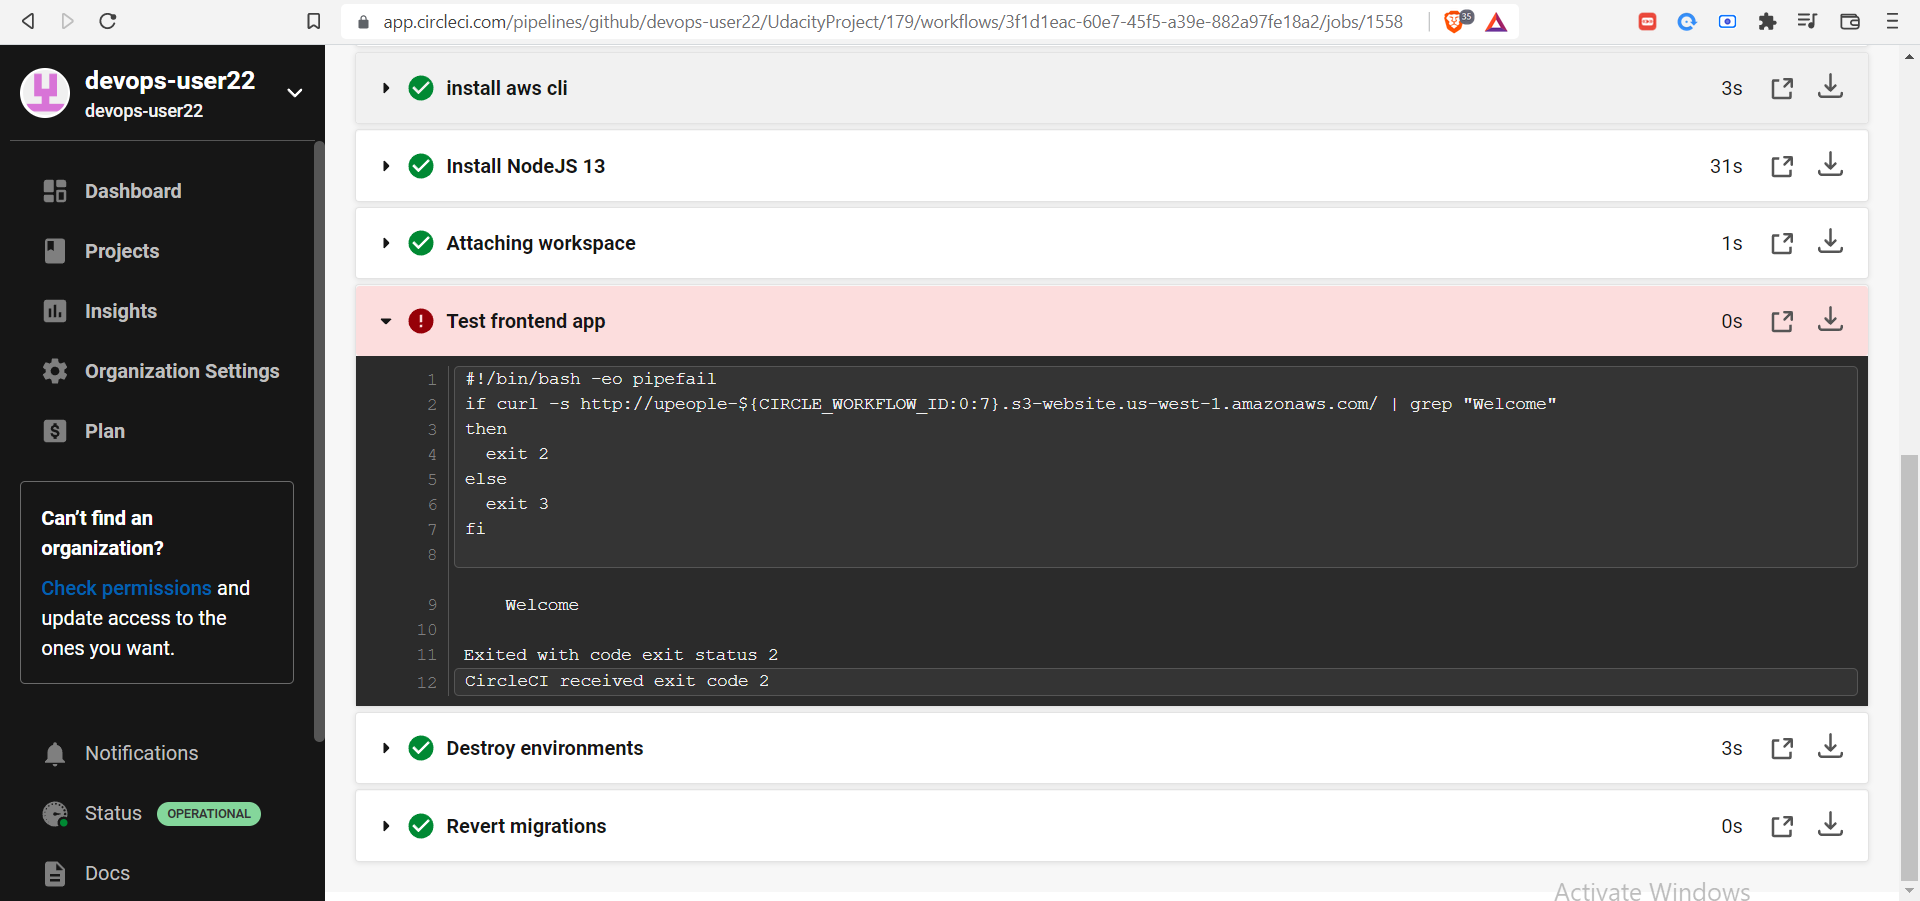 app.circleci.com/pipelines/github/devops-user22/UdacityProject/179/workflows/3f1d1eac-60e7-45f5-a39e-882a97fe18a2/jobs/1558
35
devops-user22
devops-user22
Dashboard
Projects
Insights
Organization Settings
Plan
Can't find an
organization?
Check permissions and
update access to the
ones you want.
Notifications
Status OPERATIONAL
Docs
install aws cli 3s
Install NodeJS 13 31s
Attaching workspace 1s
Test frontend app 0s
1 #!/bin/bash -eo pipefail
2 if curl -s http://upeople-${CIRCLE_WORKFLOW_ID:0:7}.s3-website.us-west-1.amazonaws.com/ | grep "Welcome"
3 then
4 exit 2
5 else
6 exit 3
7 fi
8
9 Welcome
10
11 Exited with code exit status 2
12 CircleCI received exit code 2
Destroy environments 3s
Revert migrations 0s
Activate Windows